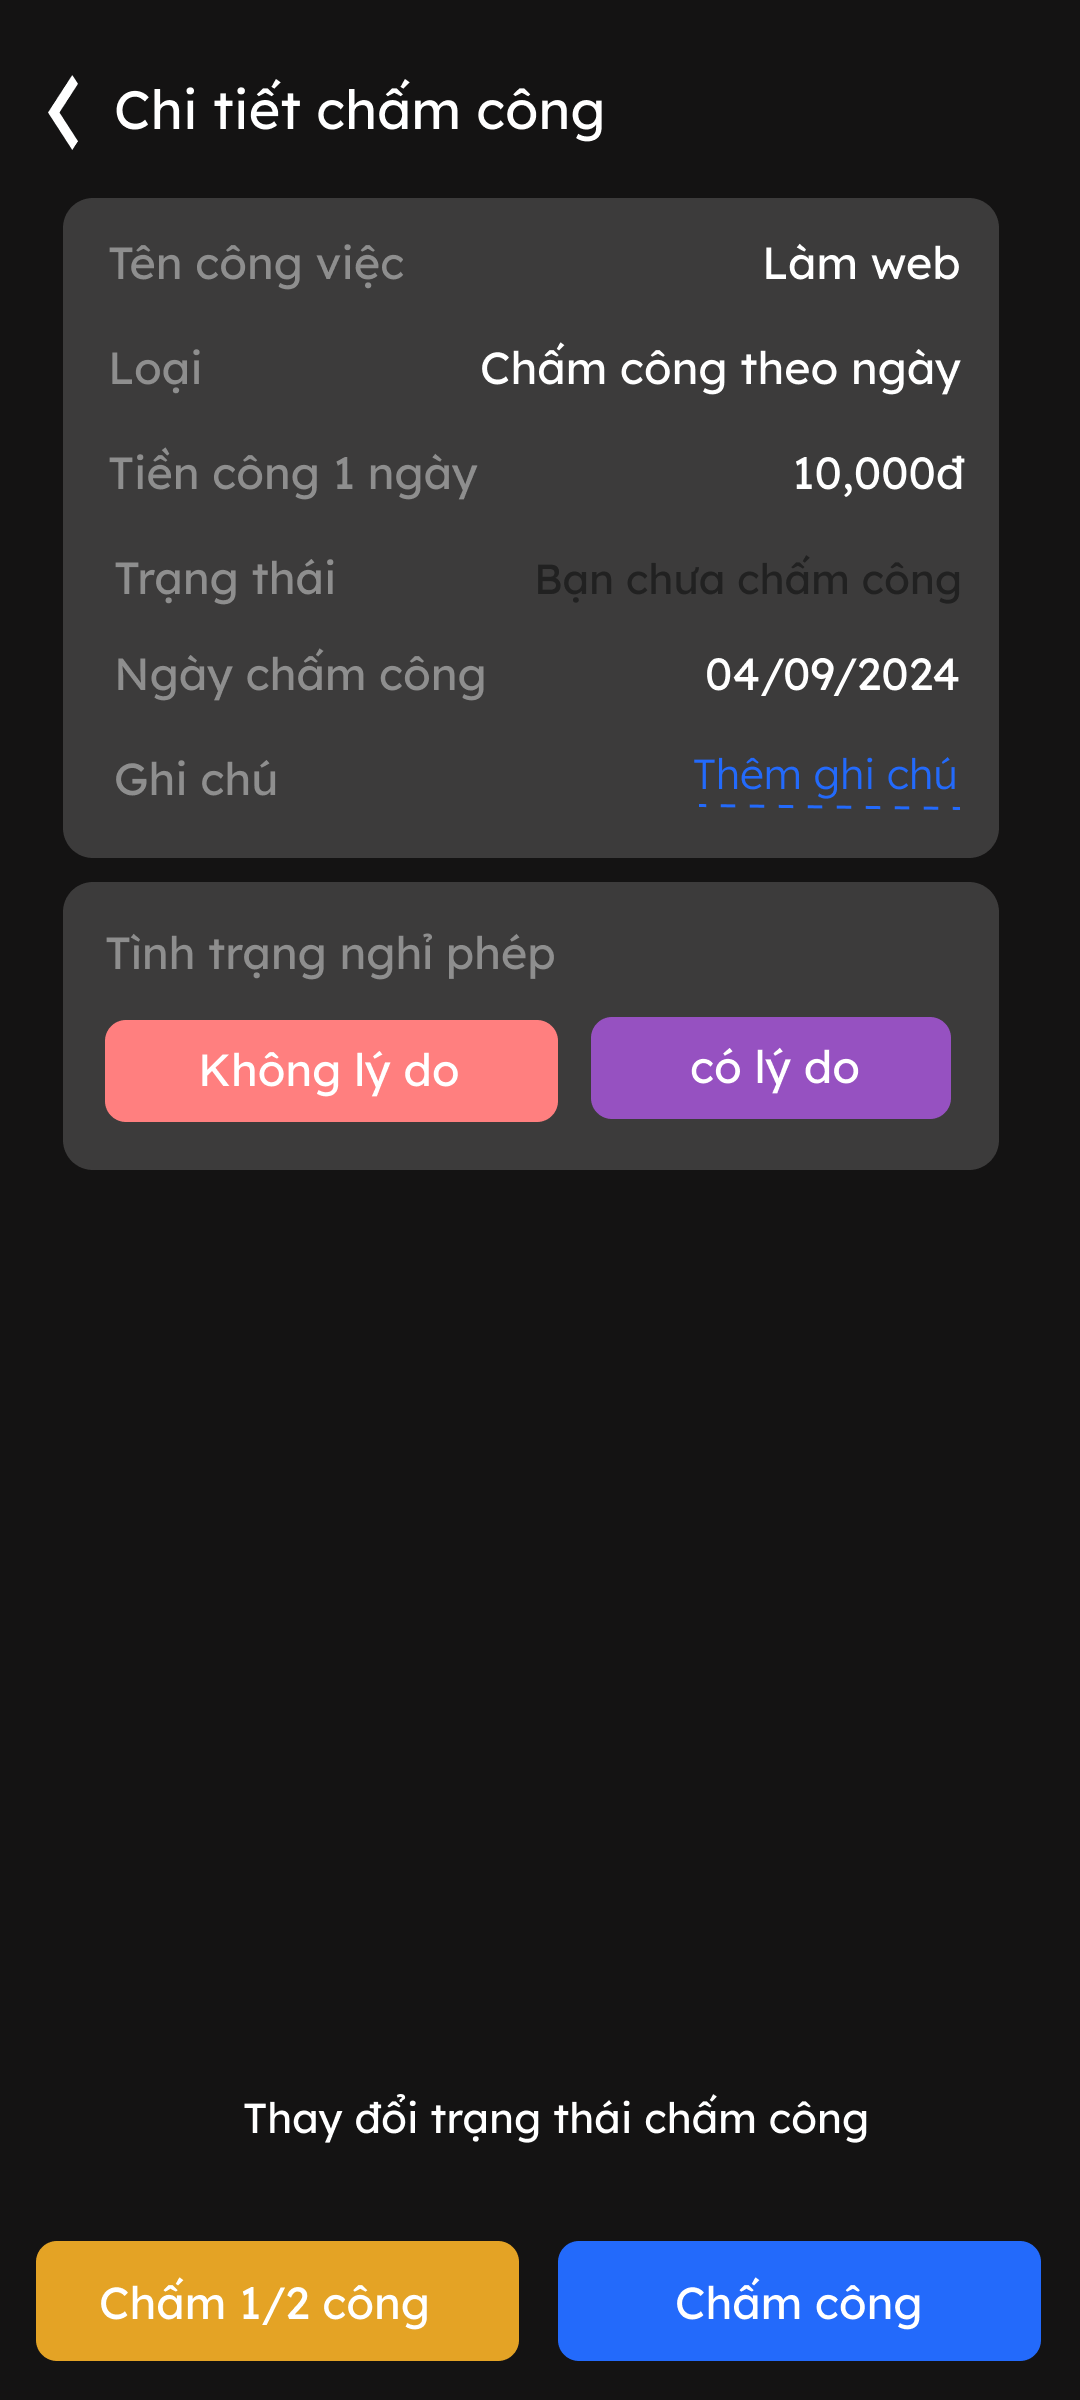 Chi tiết chấm công
Tên công việc Làm web
Loại Chấm công theo ngày
Tiền công 1 ngày 10,000đ
Trạng thái Bạn chưa chấm công
Ngày chấm công 04/09/2024
Ghi chú Thêm ghi chú
Tình trạng nghỉ phép
Không lý do có lý do
Thay đổi trạng thái chấm công
Chấm 1/2 công Chấm công